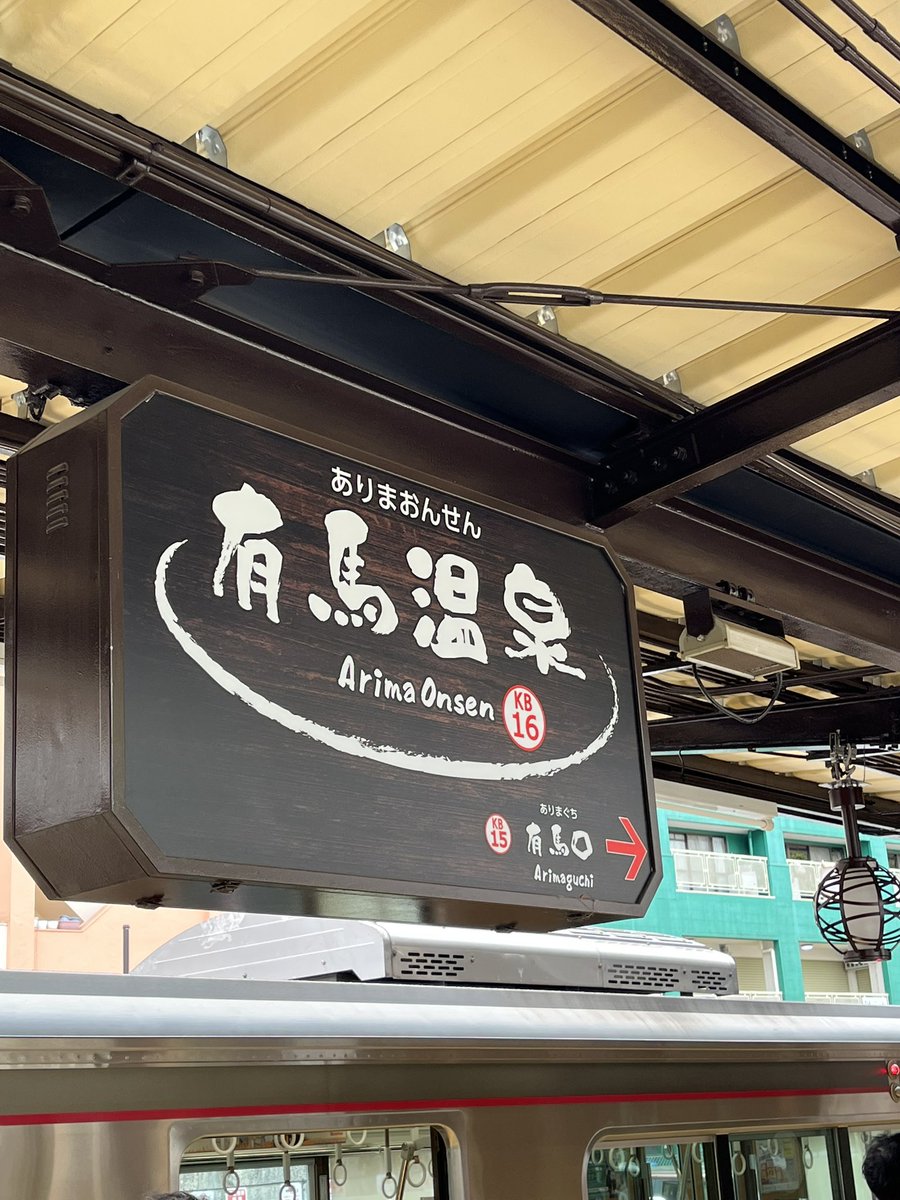 ありまおんせん
有馬温泉
Arima Onsen
KB
16
ありまぐち
KB
15
有馬口
Arimaguchi